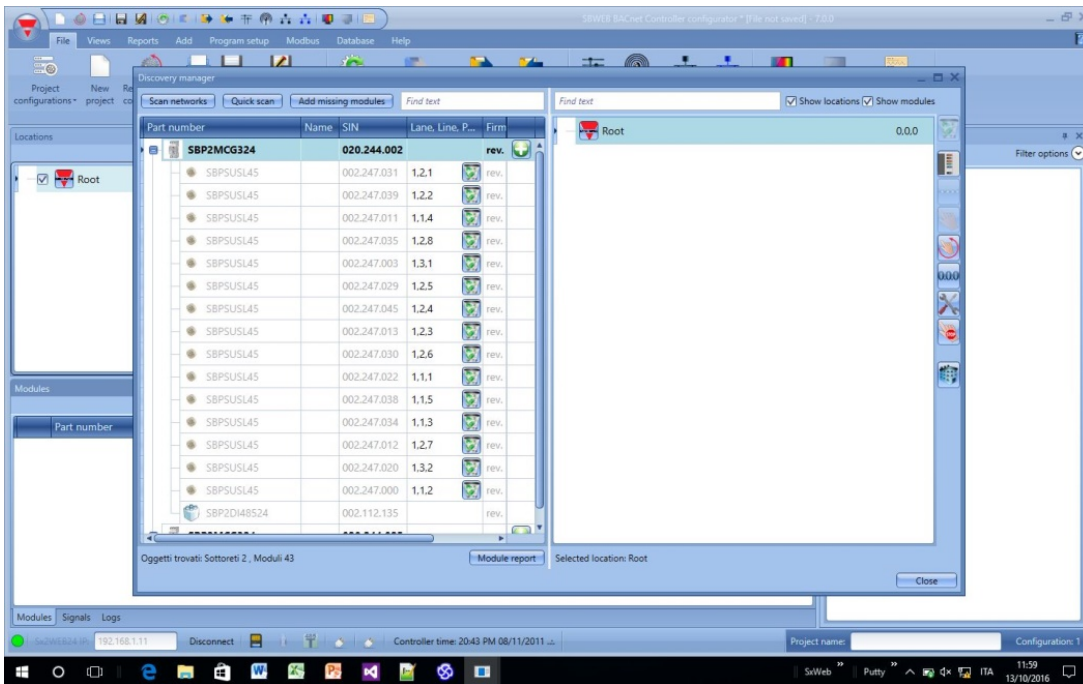 SBWEB BACnet Controller configurator * [File not saved] - 7.0.0
File Views Reports Add Program setup Modbus Database Help
Project configurations
New project
Discovery manager
Scan networks Quick scan Add missing modules Find text Find text Show locations Show modules
Locations
Filter options
Root
Part number Name SIN Lane, Line, P... Firm
SBP2MCG324 020.244.002 rev.
SBPSUSL45 002.247.031 1,2,1 rev.
SBPSUSL45 002.247.039 1,2,2 rev.
SBPSUSL45 002.247.011 1,1,4 rev.
SBPSUSL45 002.247.035 1,2,8 rev.
SBPSUSL45 002.247.003 1,3,1 rev.
SBPSUSL45 002.247.029 1,2,5 rev.
SBPSUSL45 002.247.045 1,2,4 rev.
SBPSUSL45 002.247.013 1,2,3 rev.
SBPSUSL45 002.247.030 1,2,6 rev.
SBPSUSL45 002.247.022 1,1,1 rev.
SBPSUSL45 002.247.038 1,1,5 rev.
SBPSUSL45 002.247.034 1,1,3 rev.
SBPSUSL45 002.247.012 1,2,7 rev.
SBPSUSL45 002.247.020 1,3,2 rev.
SBPSUSL45 002.247.000 1,1,2 rev.
SBP2DI48524 002.112.135 rev.
Root 0.0.0
0.0.0
Oggetti trovati: Sottoreti 2 , Moduli 43 Module report
Selected location: Root
Close
Modules
Part number
Modules Signals Logs
192.168.1.11 Disconnect Controller time: 20:43 PM 08/11/2011 Project name: Configuration: 1
SxWeb Putty ITA 11:59
13/10/2016